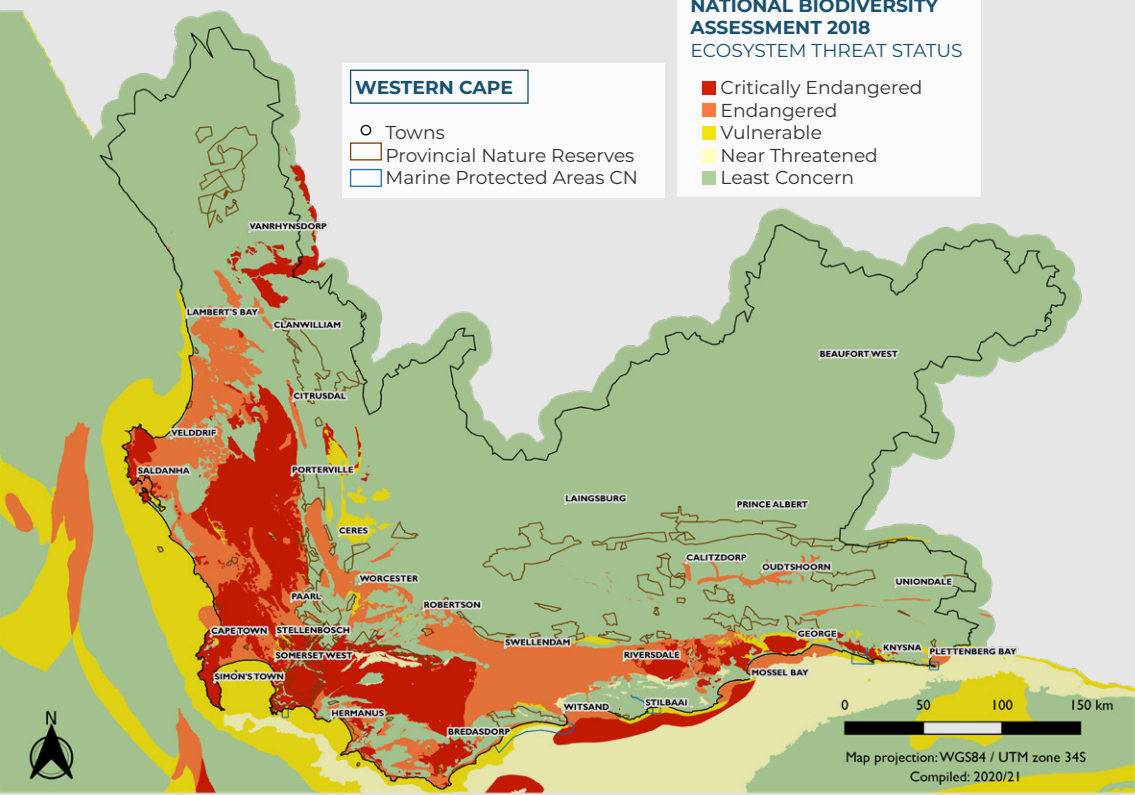 NATIONAL BIODIVERSITY
ASSESSMENT 2018
ECOSYSTEM THREAT STATUS
Critically Endangered
Endangered
Vulnerable
Near Threatened
Least Concern
WESTERN CAPE
Towns
Provincial Nature Reserves
Marine Protected Areas CN
VANRHYNSDORP
LAMBERT'S BAY
CLANWILLIAM
BEAUFORT WEST
CITRUSDAL
VELDDRIF
SALDANHA
PORTERVILLE
LAINGSBURG
PRINCE ALBERT
CERES
CALITZDORP
OUDTSHOORN
WORCESTER
UNIONDALE
PAARL
ROBERTSON
CAPE TOWN
STELLENBOSCH
SWELLENDAM
GEORGE
KNYSNA
PLETTENBERG BAY
SOMERSET WEST
RIVERSDALE
SIMON'S TOWN
MOSSEL BAY
WITSAND
STILBAAI
HERMANUS
BREDASDORP
N
0 50 100 150 km
Map projection: WGS84 / UTM zone 34S
Compiled: 2020/21